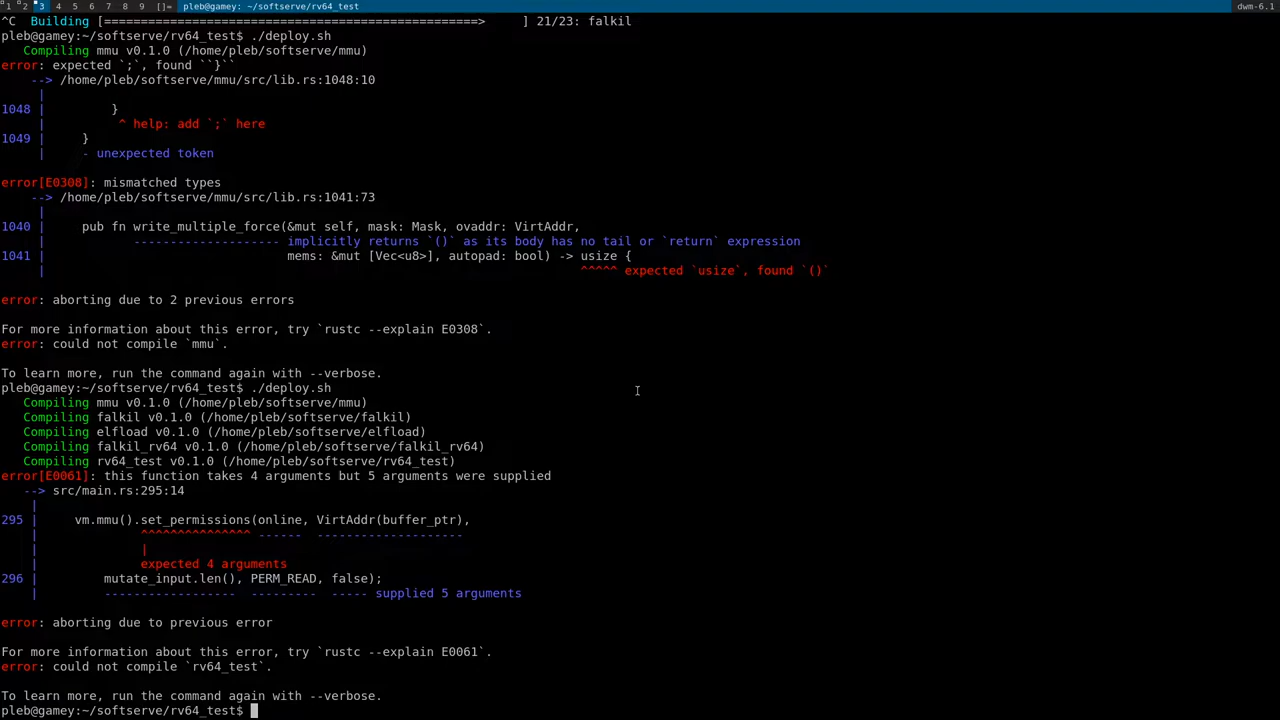 1 2 3 4 5 6 7 8 9 []= pleb@gamey: ~/softserve/rv64_test dwm-6.1
^C  Building [===================================================>      ] 21/23: falkil
pleb@gamey:~/softserve/rv64_test$ ./deploy.sh
   Compiling mmu v0.1.0 (/home/pleb/softserve/mmu)
error: expected `;`, found ``}``
    --> /home/pleb/softserve/mmu/src/lib.rs:1048:10
     |
1048 |         }
     |          ^ help: add `;` here
1049 |     }
     |     - unexpected token

error[E0308]: mismatched types
    --> /home/pleb/softserve/mmu/src/lib.rs:1041:73
     |
1040 |     pub fn write_multiple_force(&mut self, mask: Mask, ovaddr: VirtAddr,
     |            -------------------- implicitly returns `()` as its body has no tail or `return` expression
1041 |                                 mems: &mut [Vec<u8>], autopad: bool) -> usize {
     |                                                                         ^^^^^ expected `usize`, found `()`

error: aborting due to 2 previous errors

For more information about this error, try `rustc --explain E0308`.
error: could not compile `mmu`.

To learn more, run the command again with --verbose.
pleb@gamey:~/softserve/rv64_test$ ./deploy.sh
   Compiling mmu v0.1.0 (/home/pleb/softserve/mmu)
   Compiling falkil v0.1.0 (/home/pleb/softserve/falkil)
   Compiling elfload v0.1.0 (/home/pleb/softserve/elfload)
   Compiling falkil_rv64 v0.1.0 (/home/pleb/softserve/falkil_rv64)
   Compiling rv64_test v0.1.0 (/home/pleb/softserve/rv64_test)
error[E0061]: this function takes 4 arguments but 5 arguments were supplied
   --> src/main.rs:295:14
    |
295 |     vm.mmu().set_permissions(online, VirtAddr(buffer_ptr),
    |              ^^^^^^^^^^^^^^^ ------  --------------------
    |              |
    |              expected 4 arguments
296 |         mutate_input.len(), PERM_READ, false);
    |         ------------------  ---------  ----- supplied 5 arguments

error: aborting due to previous error

For more information about this error, try `rustc --explain E0061`.
error: could not compile `rv64_test`.

To learn more, run the command again with --verbose.
pleb@gamey:~/softserve/rv64_test$